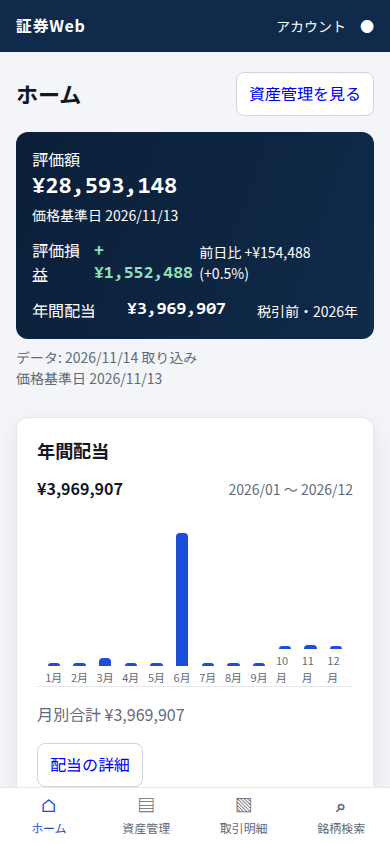 証券Web
アカウント
ホーム
資産管理を見る
評価額
¥28,593,148
価格基準日 2026/11/13
評価損益
+¥1,552,488
前日比 +¥154,488 (+0.5%)
年間配当
¥3,969,907
税引前・2026年
データ: 2026/11/14 取り込み
価格基準日 2026/11/13
年間配当
¥3,969,907
2026/01 〜 2026/12
1月 2月 3月 4月 5月 6月 7月 8月 9月 10月 11月 12月
月別合計 ¥3,969,907
配当の詳細
ホーム
資産管理
取引明細
銘柄検索